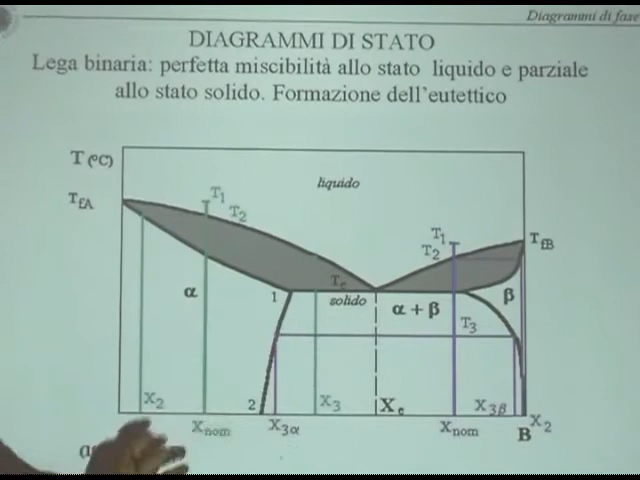 Diagrammi di fase
DIAGRAMMI DI STATO
Lega binaria: perfetta miscibilità allo stato liquido e parziale
allo stato solido. Formazione dell'eutettico
T (°C)
liquido
TfA
T1
T2
T1
T2
TfB
Te
α
1
solido
α + β
β
T3
X2
2
X3
Xe
X3β
X2
Xnom
X3α
Xnom
B